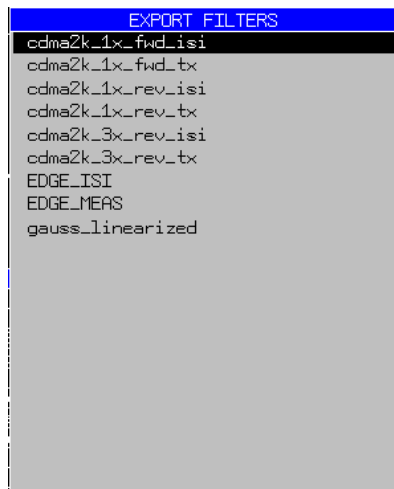 EXPORT FILTERS
cdma2k_1x_fwd_isi
cdma2k_1x_fwd_tx
cdma2k_1x_rev_isi
cdma2k_1x_rev_tx
cdma2k_3x_rev_isi
cdma2k_3x_rev_tx
EDGE_ISI
EDGE_MEAS
gauss_linearized